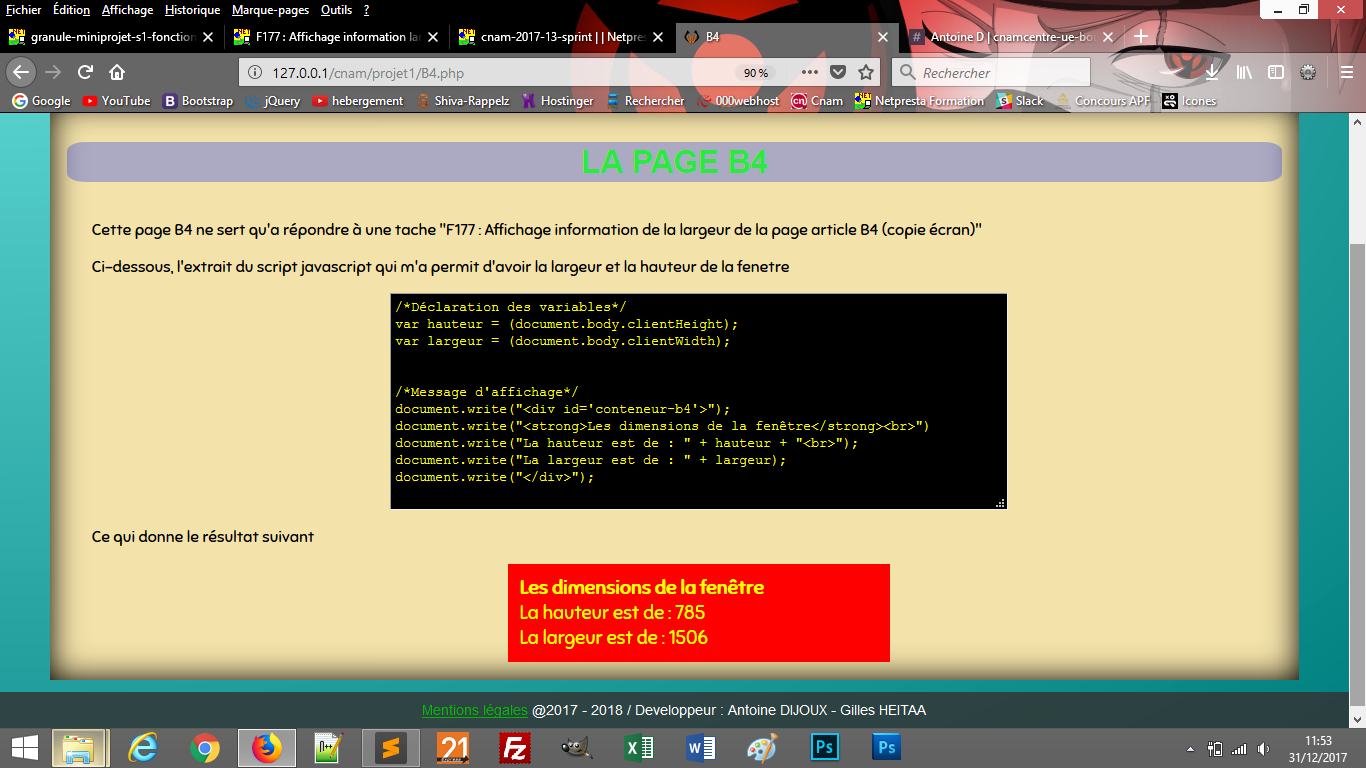 Fichier Édition Affichage Historique Marque-pages Outils ?
granule-miniprojet-s1-fonction F177 : Affichage information la cnam-2017-13-sprint | | Netpres B4 Antoine D | cnamcentre-ue-bo
127.0.0.1/cnam/projet1/B4.php 90 % Rechercher
Google YouTube Bootstrap jQuery hebergement Shiva-Rappelz Hostinger Rechercher 000webhost Cnam Netpresta Formation Slack Concours APF Icones
LA PAGE B4
Cette page B4 ne sert qu'a répondre à une tache "F177 : Affichage information de la largeur de la page article B4 (copie écran)"
Ci-dessous, l'extrait du script javascript qui m'a permit d'avoir la largeur et la hauteur de la fenetre
/*Déclaration des variables*/
var hauteur = (document.body.clientHeight);
var largeur = (document.body.clientWidth);
/*Message d'affichage*/
document.write("<div id='conteneur-b4'>");
document.write("<strong>Les dimensions de la fenêtre</strong><br>")
document.write("La hauteur est de : " + hauteur + "<br>");
document.write("La largeur est de : " + largeur);
document.write("</div>");
Ce qui donne le résultat suivant
Les dimensions de la fenêtre
La hauteur est de : 785
La largeur est de : 1506
Mentions légales @2017 - 2018 / Developpeur : Antoine DIJOUX - Gilles HEITAA
11:53
31/12/2017